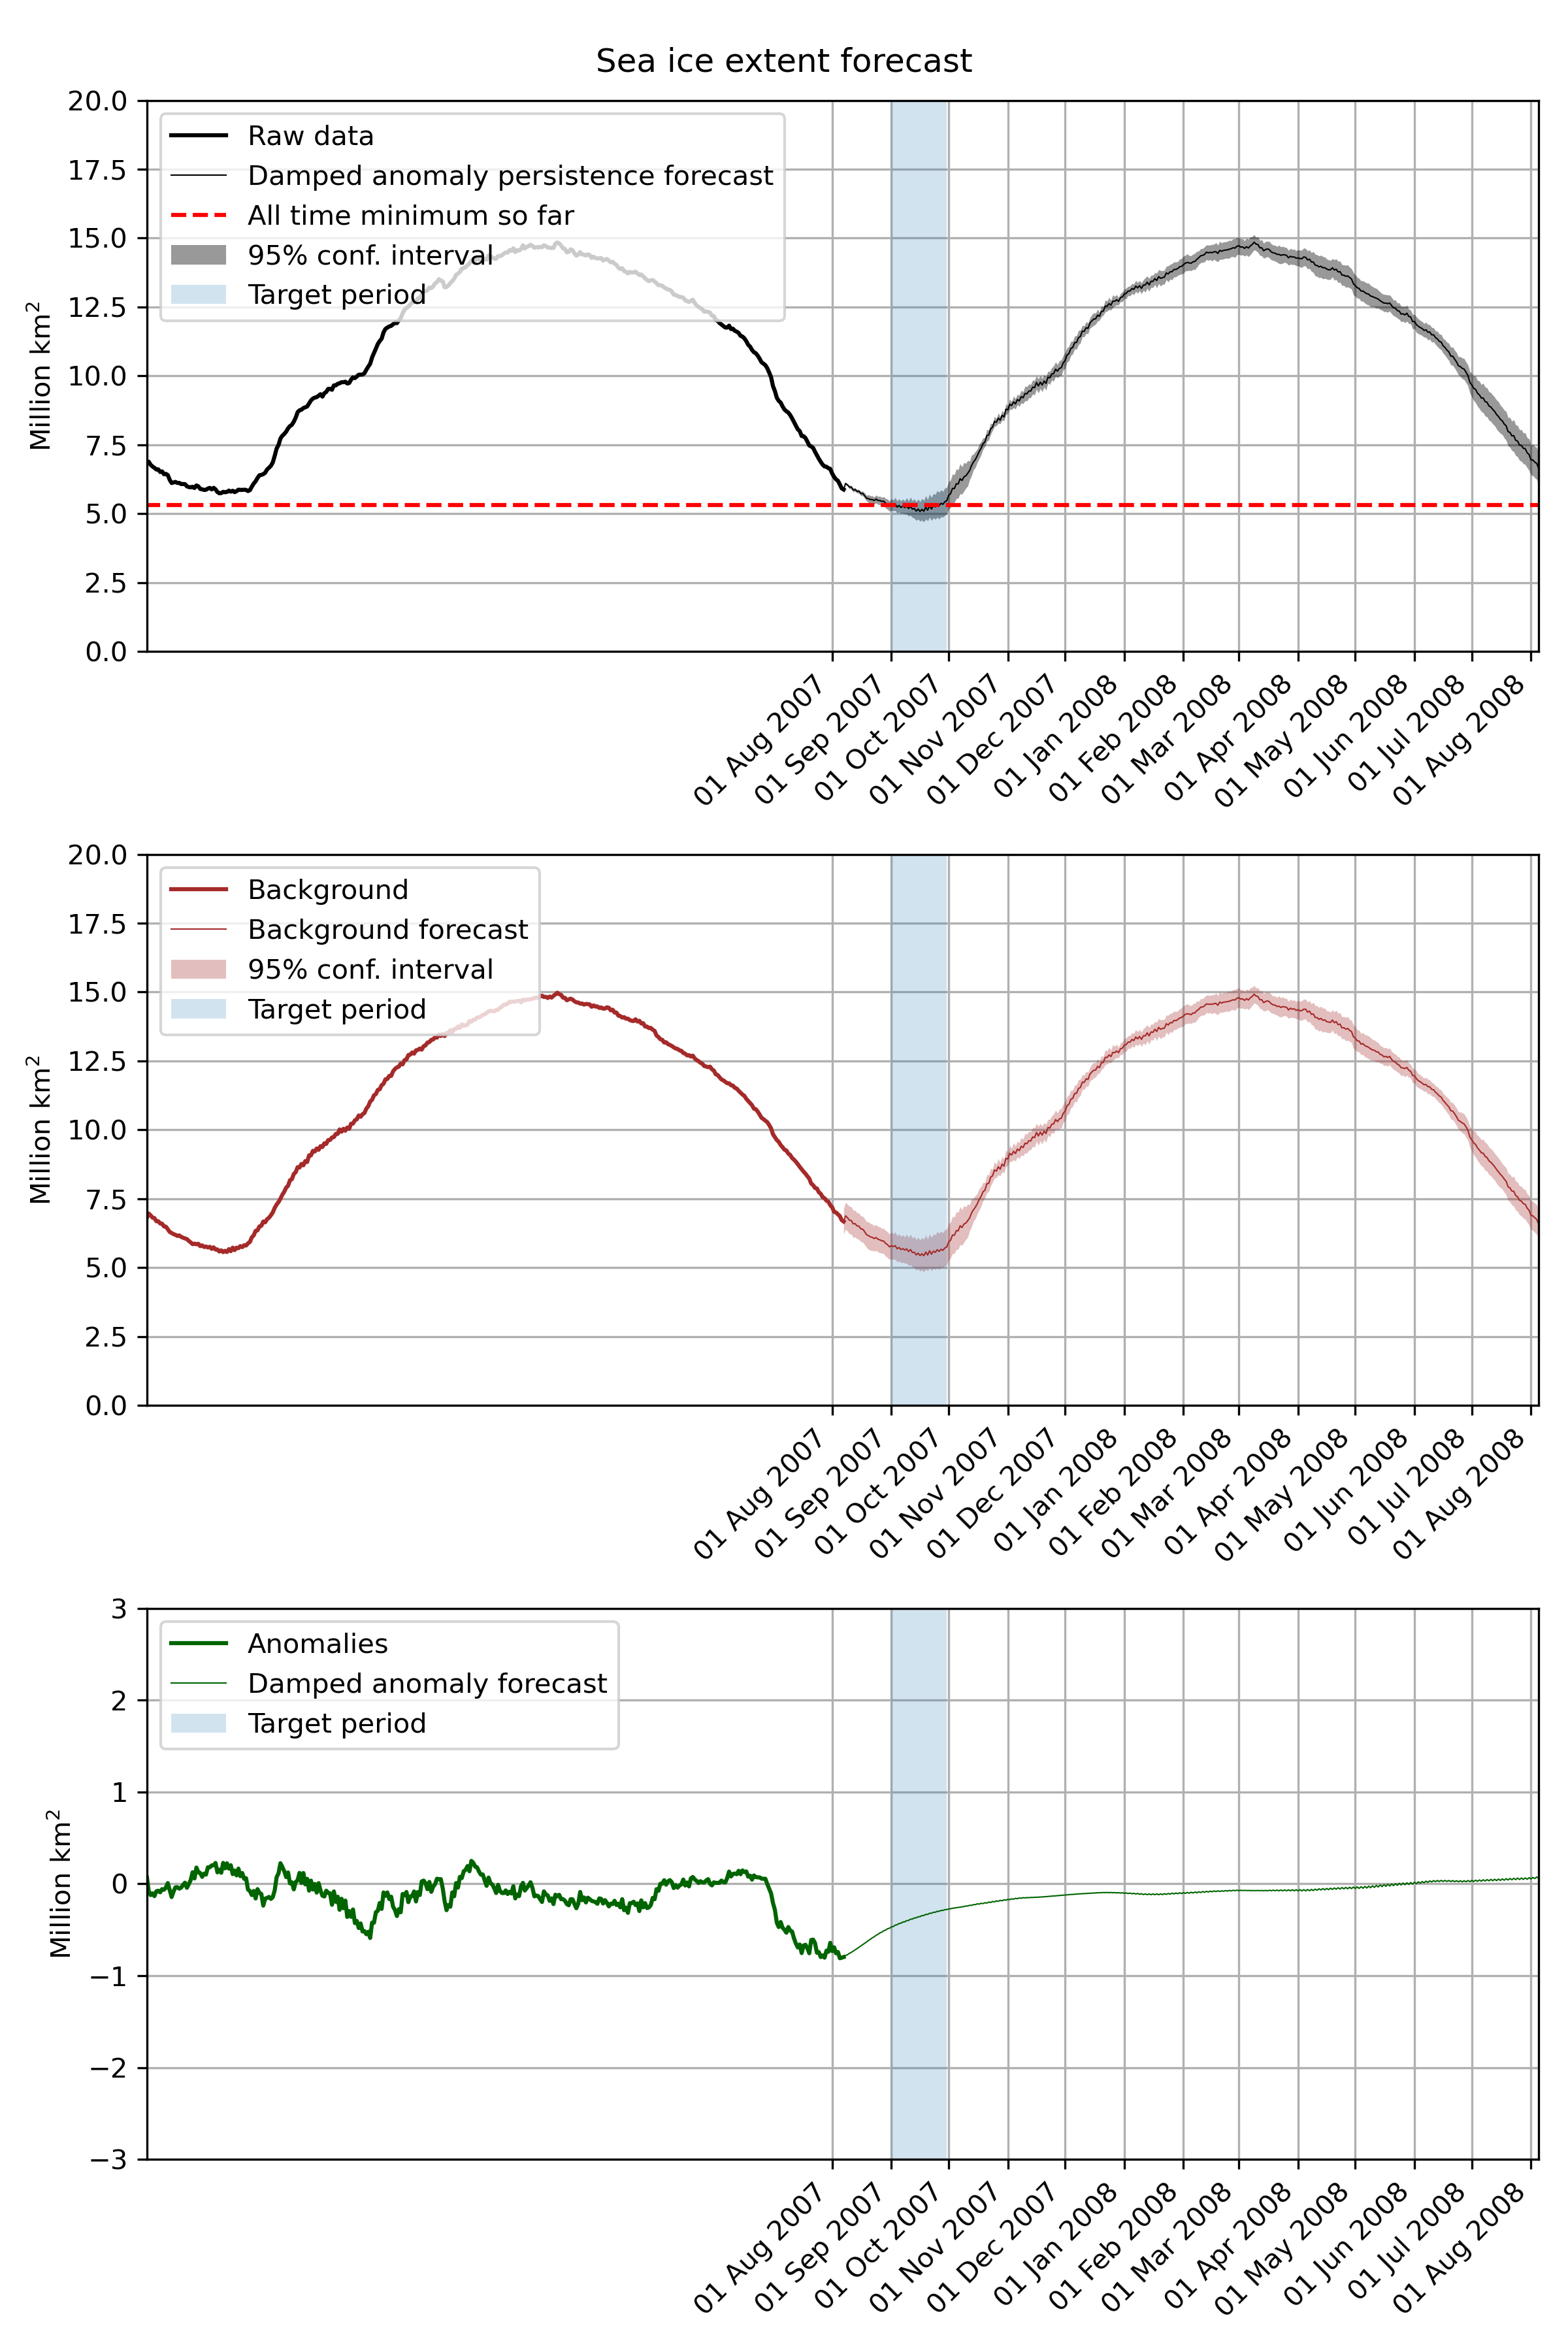 Sea ice extent forecast
20.0
17.5
15.0
12.5
10.0
7.5
5.0
2.5
0.0
Million km²
Raw data
Damped anomaly persistence forecast
All time minimum so far
95% conf. interval
Target period
01 Aug 2007
01 Sep 2007
01 Oct 2007
01 Nov 2007
01 Dec 2007
01 Jan 2008
01 Feb 2008
01 Mar 2008
01 Apr 2008
01 May 2008
01 Jun 2008
01 Jul 2008
01 Aug 2008
20.0
17.5
15.0
12.5
10.0
7.5
5.0
2.5
0.0
Million km²
Background
Background forecast
95% conf. interval
Target period
01 Aug 2007
01 Sep 2007
01 Oct 2007
01 Nov 2007
01 Dec 2007
01 Jan 2008
01 Feb 2008
01 Mar 2008
01 Apr 2008
01 May 2008
01 Jun 2008
01 Jul 2008
01 Aug 2008
3
2
1
0
−1
−2
−3
Million km²
Anomalies
Damped anomaly forecast
Target period
01 Aug 2007
01 Sep 2007
01 Oct 2007
01 Nov 2007
01 Dec 2007
01 Jan 2008
01 Feb 2008
01 Mar 2008
01 Apr 2008
01 May 2008
01 Jun 2008
01 Jul 2008
01 Aug 2008